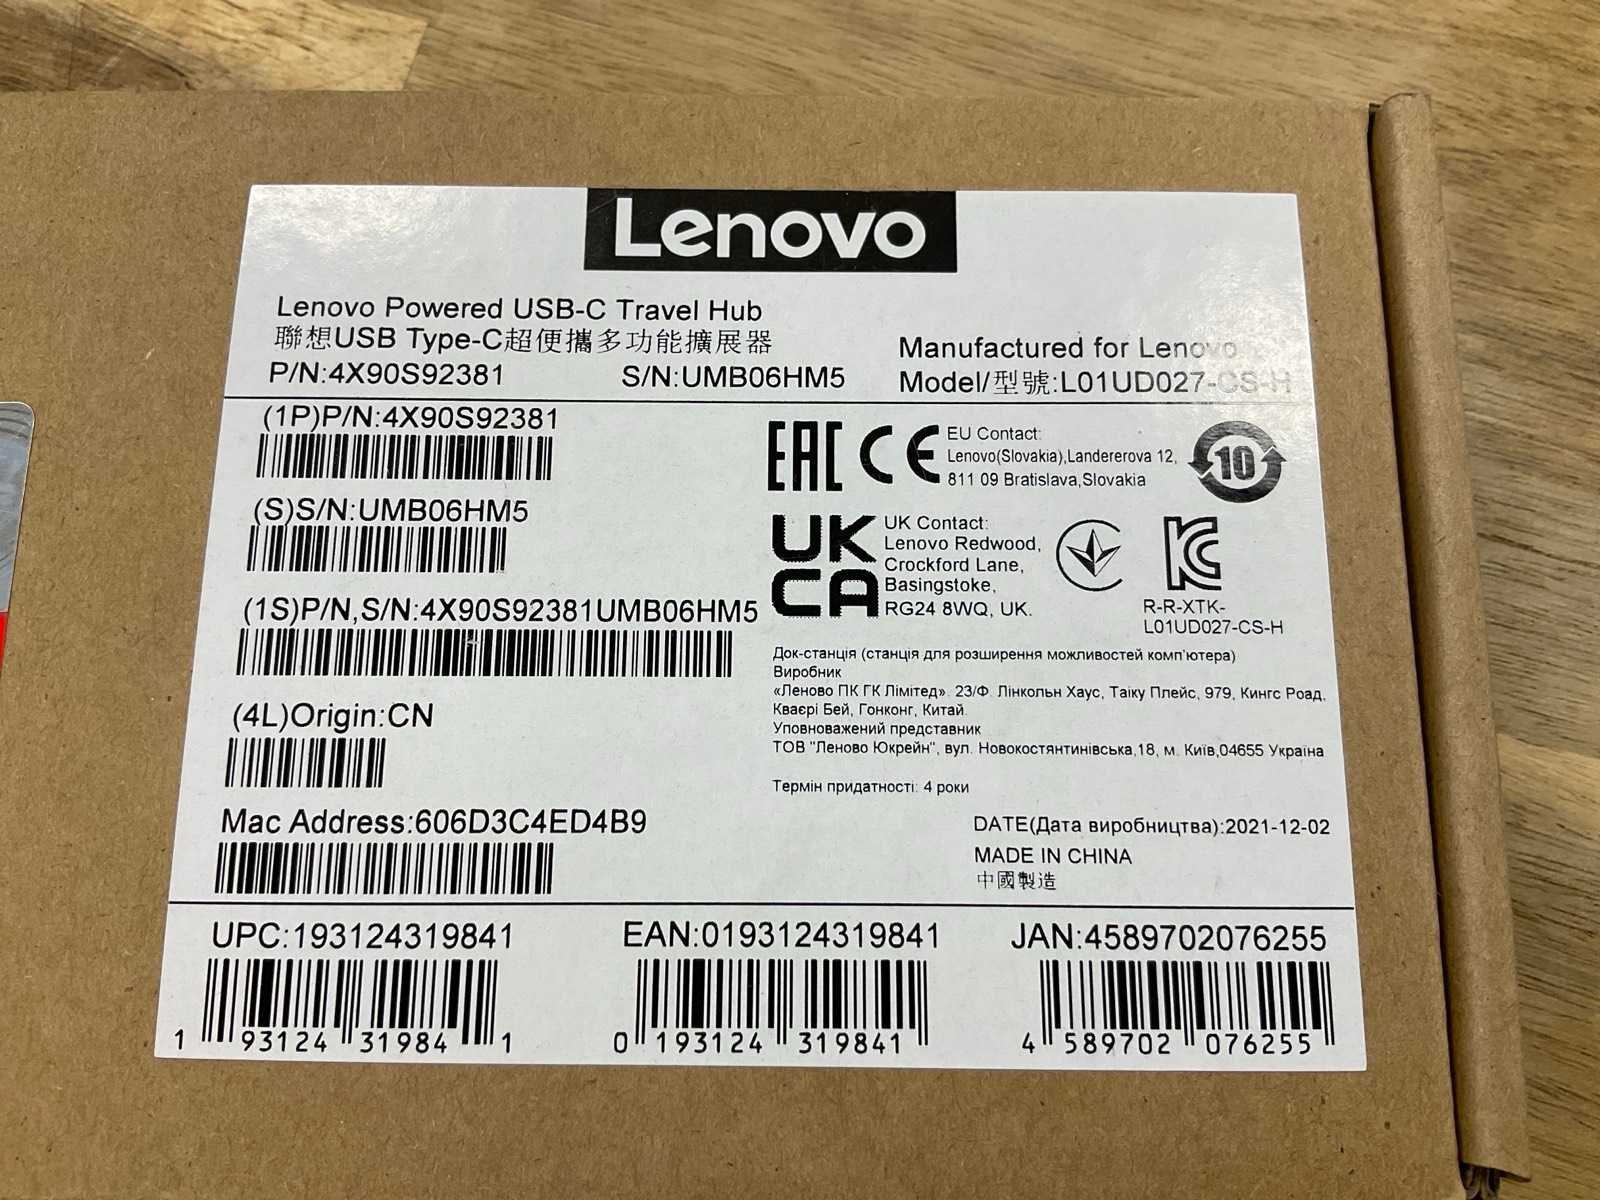 Lenovo
Lenovo Powered USB-C Travel Hub
聯想USB Type-C超便攜多功能擴展器
P/N:4X90S92381 S/N:UMB06HM5
Manufactured for Lenovo
Model/型號:L01UD027-CS-H
(1P)P/N:4X90S92381
(S)S/N:UMB06HM5
(1S)P/N,S/N:4X90S92381UMB06HM5
(4L)Origin:CN
Mac Address:606D3C4ED4B9
EAC CE
EU Contact:
Lenovo(Slovakia),Landererova 12,
811 09 Bratislava,Slovakia
10
UK
CA
UK Contact:
Lenovo Redwood,
Crockford Lane,
Basingstoke,
RG24 8WQ, UK.
R-R-XTK-
L01UD027-CS-H
Док-станція (станція для розширення можливостей комп'ютера)
Виробник
«Леново ПК ГК Лімітед». 23/Ф. Лінкольн Хаус, Таіку Плейс, 979, Кингс Роад,
Кваєрі Бей, Гонконг, Китай.
Уповноважений представник
ТОВ "Леново Юкрейн", вул. Новокостянтинівська,18, м. Київ,04655 Україна
Термін придатності: 4 роки
DATE(Дата виробництва):2021-12-02
MADE IN CHINA
中國製造
UPC:193124319841
1 93124 31984 1
EAN:0193124319841
0 193124 319841
JAN:4589702076255
4 589702 076255